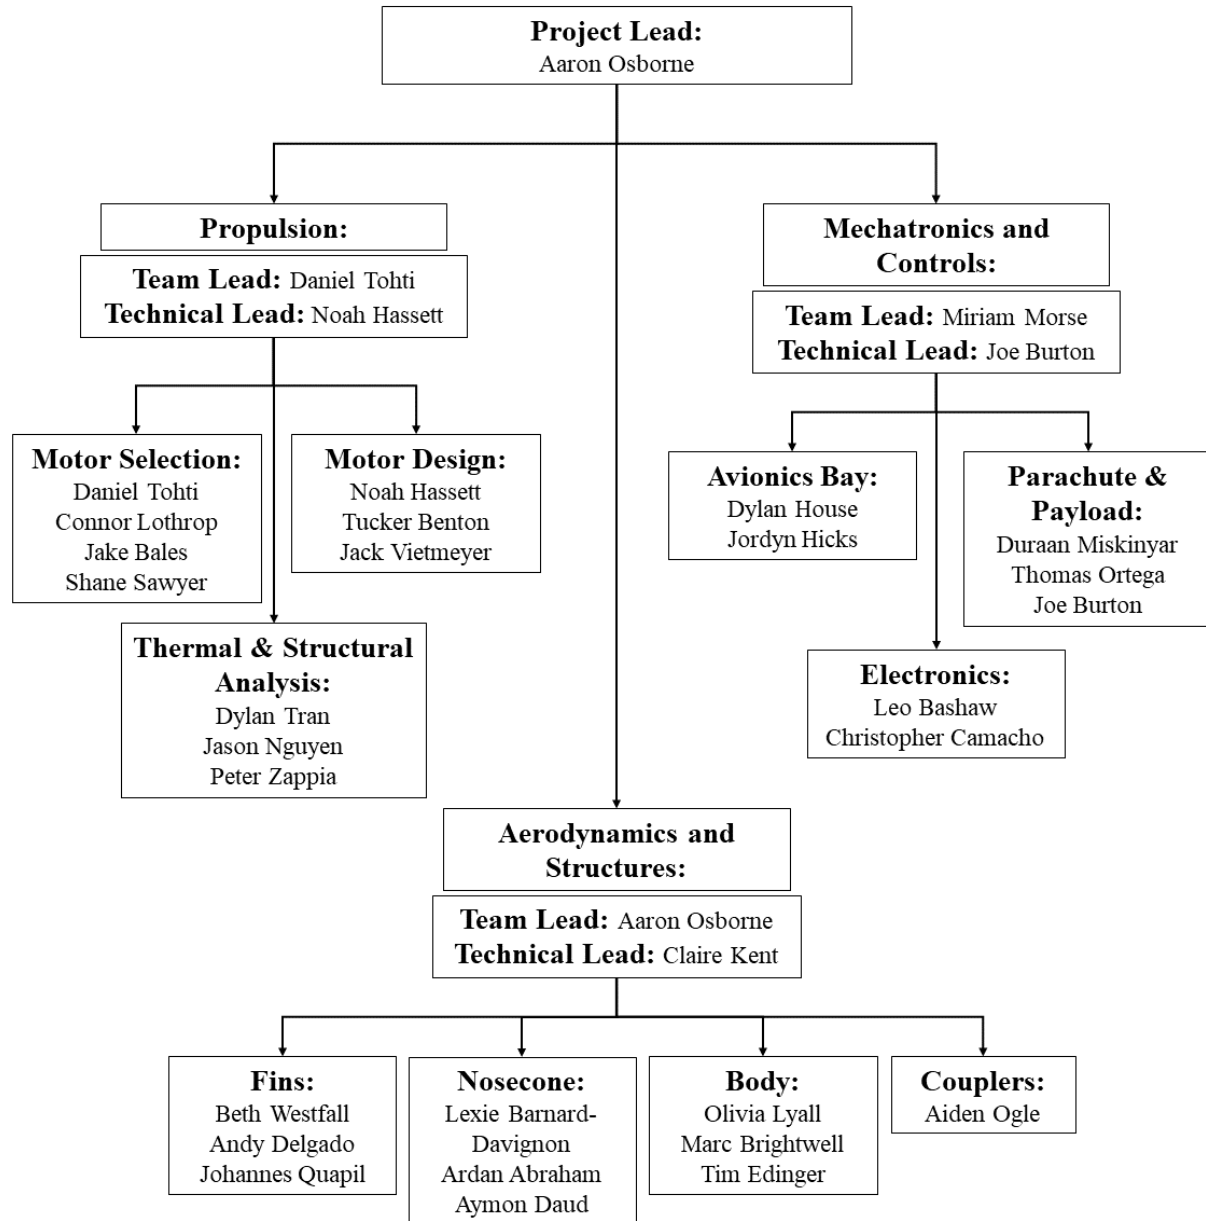 Project Lead:
Aaron Osborne
Propulsion:
Team Lead: Daniel Tohti
Technical Lead: Noah Hassett
Mechatronics and
Controls:
Team Lead: Miriam Morse
Technical Lead: Joe Burton
Motor Selection:
Daniel Tohti
Connor Lothrop
Jake Bales
Shane Sawyer
Motor Design:
Noah Hassett
Tucker Benton
Jack Vietmeyer
Thermal & Structural
Analysis:
Dylan Tran
Jason Nguyen
Peter Zappia
Avionics Bay:
Dylan House
Jordyn Hicks
Parachute &
Payload:
Duraan Miskinyar
Thomas Ortega
Joe Burton
Electronics:
Leo Bashaw
Christopher Camacho
Aerodynamics and
Structures:
Team Lead: Aaron Osborne
Technical Lead: Claire Kent
Fins:
Beth Westfall
Andy Delgado
Johannes Quapil
Nosecone:
Lexie Barnard-
Davignon
Ardan Abraham
Aymon Daud
Body:
Olivia Lyall
Marc Brightwell
Tim Edinger
Couplers:
Aiden Ogle